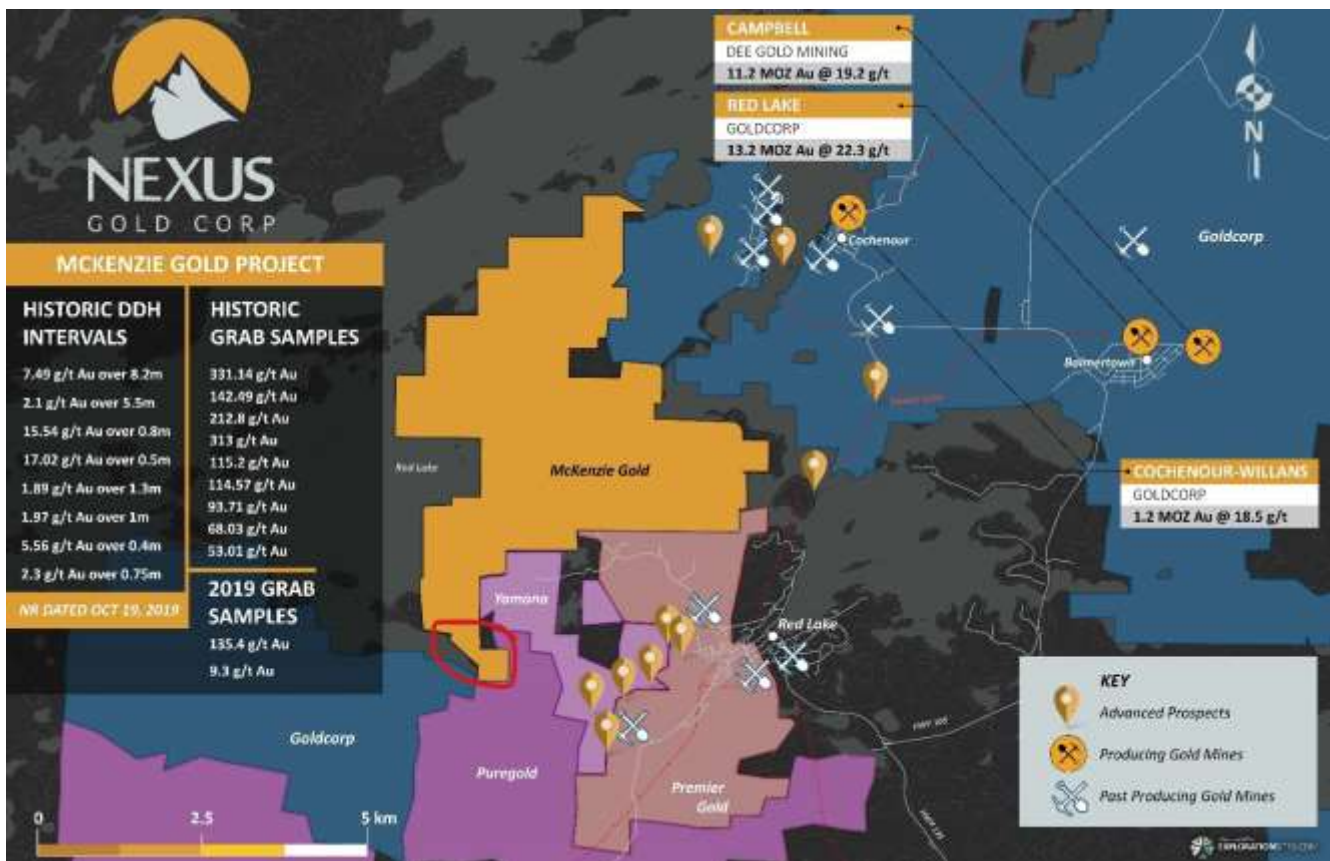 NEXUS
GOLD CORP
MCKENZIE GOLD PROJECT
HISTORIC DDH
INTERVALS
7.49 g/t Au over 8.2m
2.1 g/t Au over 5.5m
15.54 g/t Au over 0.8m
17.02 g/t Au over 0.5m
1.89 g/t Au over 1.3m
1.97 g/t Au over 1m
5.56 g/t Au over 0.4m
2.3 g/t Au over 0.75m
NR DATED OCT 19, 2019
HISTORIC
GRAB SAMPLES
331.14 g/t Au
142.49 g/t Au
212.8 g/t Au
313 g/t Au
115.2 g/t Au
114.57 g/t Au
93.71 g/t Au
68.03 g/t Au
53.01 g/t Au
2019 GRAB
SAMPLES
135.4 g/t Au
9.3 g/t Au
CAMPBELL
DEE GOLD MINING
11.2 MOZ Au @ 19.2 g/t
RED LAKE
GOLDCORP
13.2 MOZ Au @ 22.3 g/t
N
Cochenour
Goldcorp
Balmertown
Red Lake
McKenzie Gold
COCHENOUR-WILLANS
GOLDCORP
1.2 MOZ Au @ 18.5 g/t
Yamana
Red Lake
Goldcorp
Puregold
Premier
Gold
HWY 105
KEY
Advanced Prospects
Producing Gold Mines
Past Producing Gold Mines
0
2.5
5 km